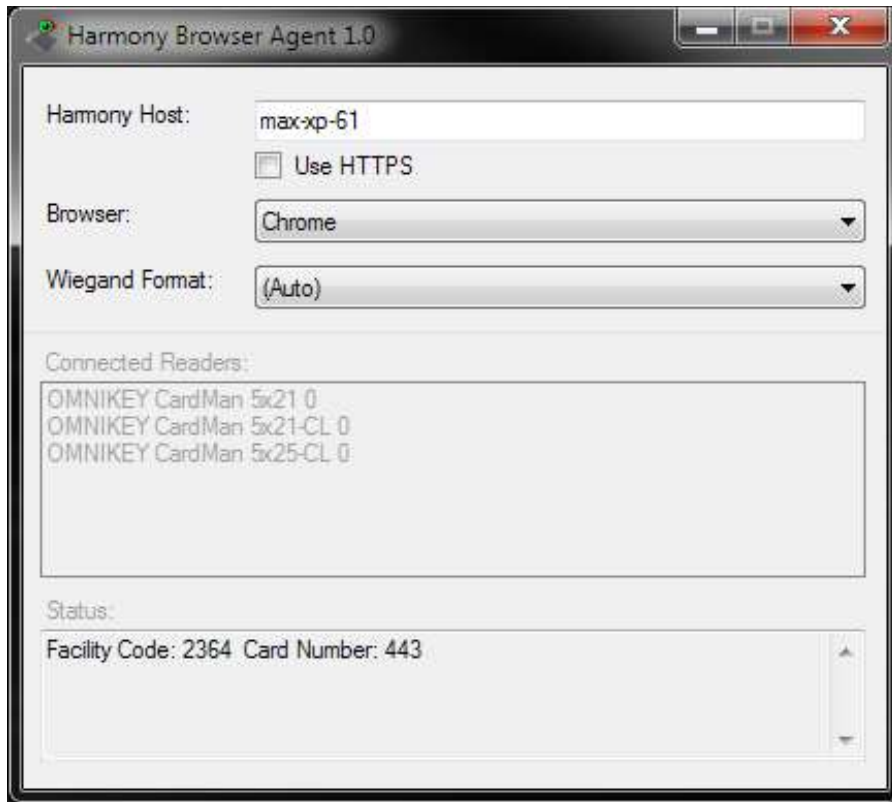 Harmony Browser Agent 1.0
Harmony Host: max-xp-61
Use HTTPS
Browser: Chrome
Wiegand Format: (Auto)
Connected Readers:
OMNIKEY CardMan 5x21 0
OMNIKEY CardMan 5x21-CL 0
OMNIKEY CardMan 5x25-CL 0
Status:
Facility Code: 2364 Card Number: 443